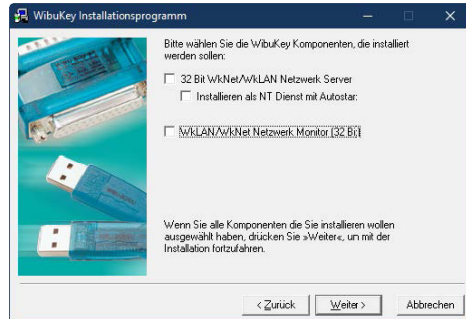 WibuKey Installationsprogramm
Bitte wählen Sie die WibuKey Komponenten, die installiert
werden sollen:
32 Bit WkNet/WkLAN Netzwerk Server
Installieren als NT Dienst mit Autostar:
WkLAN/WkNet Netzwerk Monitor (32 Bit
Wenn Sie alle Komponenten die Sie installieren wollen
ausgewählt haben, drücken Sie »Weiter«, un mit der
Installation fortzufahren.
< Zurück
Weiter >
Abbrechen